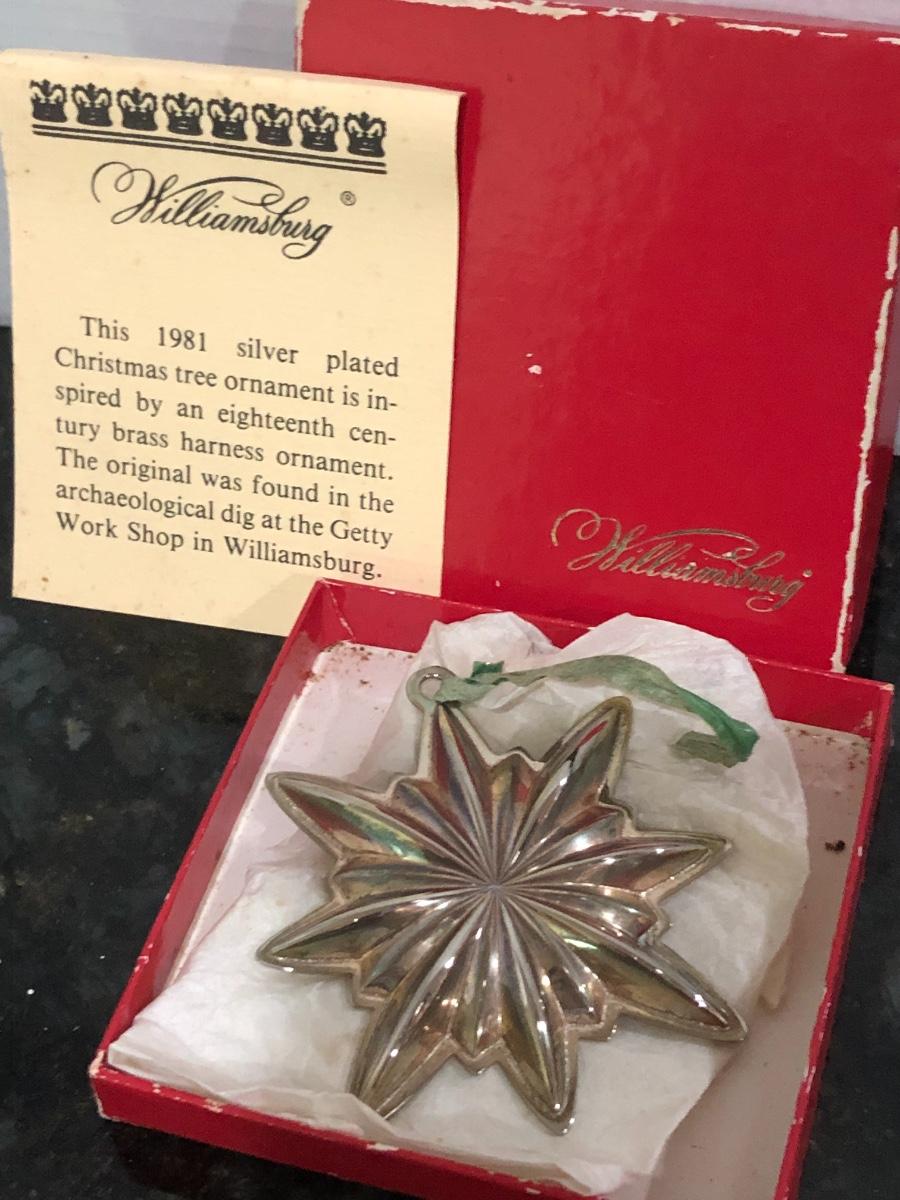 Williamsburg ®
This 1981 silver plated
Christmas tree ornament is in-
spired by an eighteenth cen-
tury brass harness ornament.
The original was found in the
archaeological dig at the Getty
Work Shop in Williamsburg.
Williamsburg®